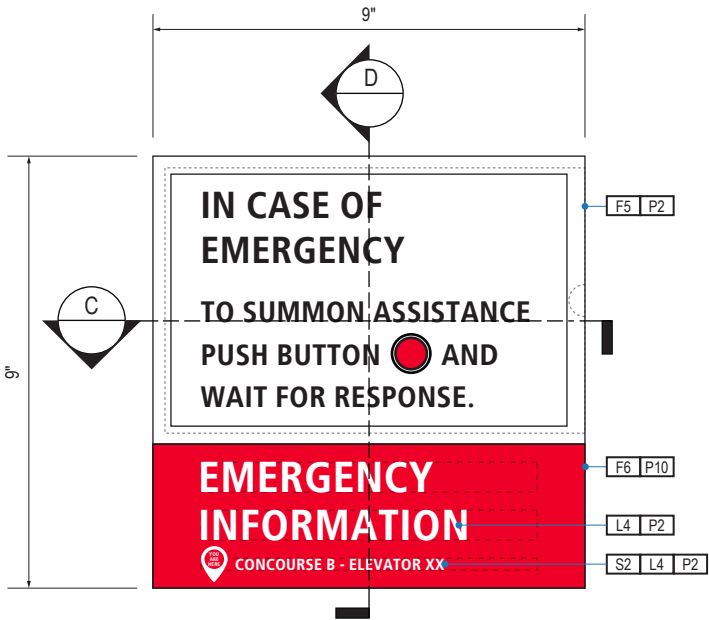 9"
D
IN CASE OF
EMERGENCY
F5 P2
C
TO SUMMON ASSISTANCE
PUSH BUTTON AND
WAIT FOR RESPONSE.
9"
EMERGENCY
F6 P10
INFORMATION
L4 P2
YOU
ARE
HERE
CONCOURSE B - ELEVATOR XX
S2 L4 P2